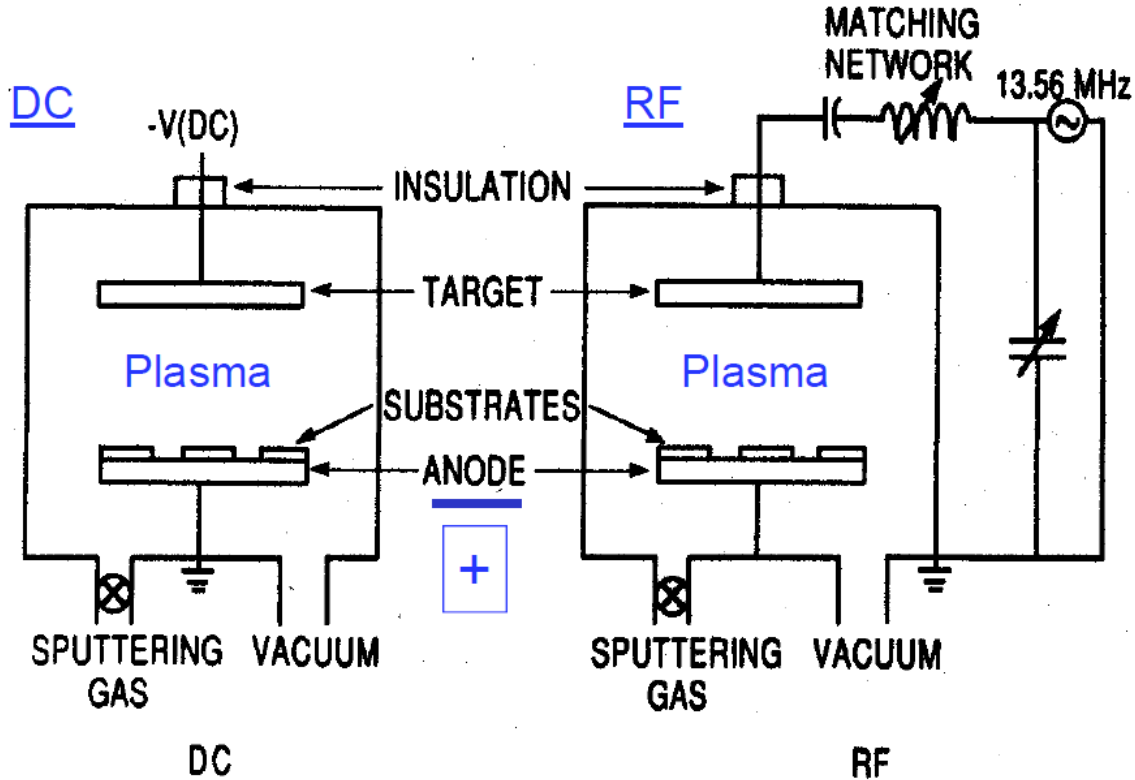 MATCHING
NETWORK
13.56 MHz
DC
RF
-V(DC)
INSULATION
TARGET
Plasma
Plasma
SUBSTRATES
ANODE
+
SPUTTERING
GAS
VACUUM
SPUTTERING
GAS
VACUUM
DC
RF